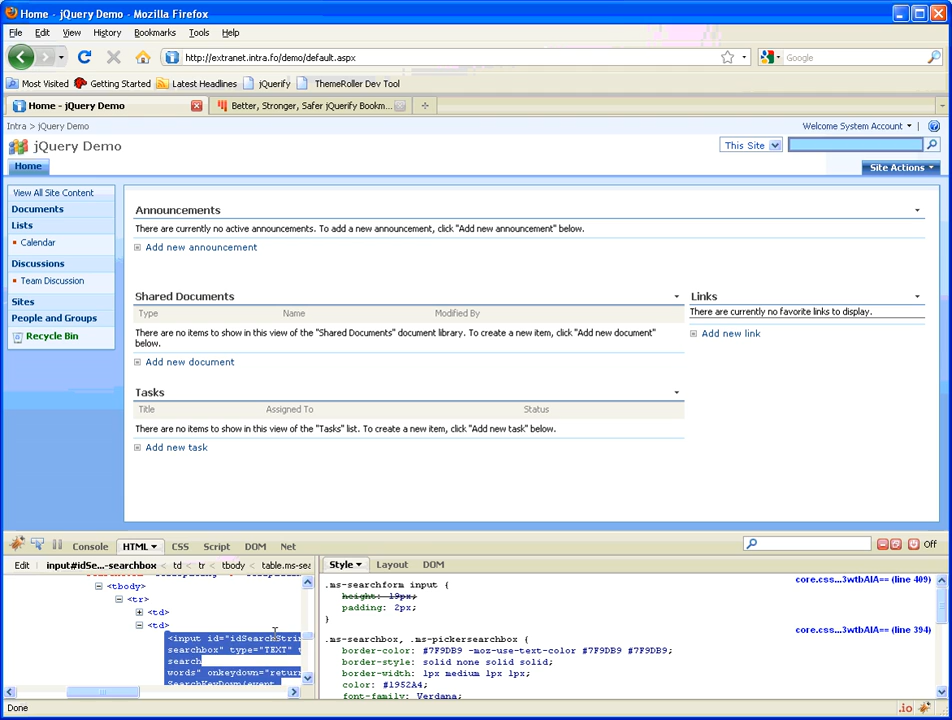 Home - jQuery Demo - Mozilla Firefox
File Edit View History Bookmarks Tools Help
http://extranet.intra.fo/demo/default.aspx
Google
Most Visited Getting Started Latest Headlines jQuerify ThemeRoller Dev Tool
Home - jQuery Demo
Better, Stronger, Safer jQuerify Bookm...
Intra > jQuery Demo
Welcome System Account
jQuery Demo
This Site
Home
Site Actions
View All Site Content
Documents
Lists
Calendar
Discussions
Team Discussion
Sites
People and Groups
Recycle Bin
Announcements
There are currently no active announcements. To add a new announcement, click "Add new announcement" below.
Add new announcement
Shared Documents
Type Name Modified By
There are no items to show in this view of the "Shared Documents" document library. To create a new item, click "Add new document"
below.
Add new document
Links
There are currently no favorite links to display.
Add new link
Tasks
Title Assigned To Status
There are no items to show in this view of the "Tasks" list. To create a new item, click "Add new task" below.
Add new task
Console HTML CSS Script DOM Net
Off
Edit input#idSe...-searchbox < td < tr < tbody < table.ms-sea
<tbody>
<tr>
<td>
<td>
<input id="idSearchStrin
searchbox" type="TEXT"
search
words" onkeydown="return
SearchKeyDown(event,
Style Layout DOM
.ms-searchform input {
core.css...3wtbAIA== (line 409)
height: 19px;
padding: 2px;
}
.ms-searchbox, .ms-pickersearchbox {
core.css...3wtbAIA== (line 394)
border-color: #7F9DB9 -moz-use-text-color #7F9DB9 #7F9DB9;
border-style: solid none solid solid;
border-width: 1px medium 1px 1px;
color: #1952A4;
font-family: Verdana;
Done
.io